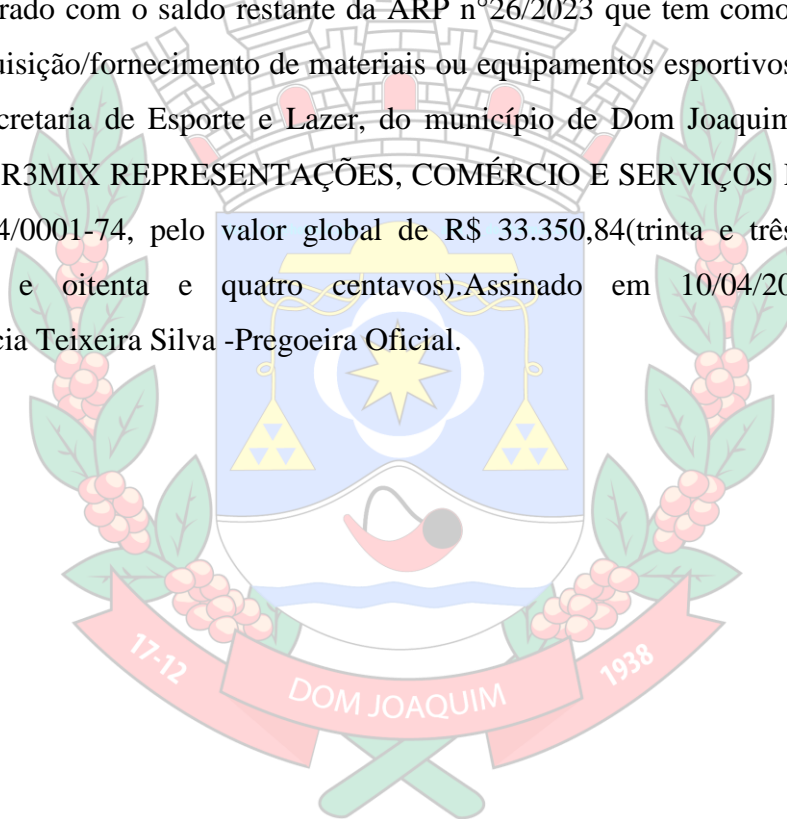 rado com o saldo restante da ARP n°26/2023 que tem como
uisição/fornecimento de materiais ou equipamentos esportivos
cretaria de Esporte e Lazer, do município de Dom Joaquim
R3MIX REPRESENTAÇÕES, COMÉRCIO E SERVIÇOS
4/0001-74, pelo valor global de R$ 33.350,84(trinta e três
e oitenta e quatro centavos).Assinado em 10/04/20
cia Teixeira Silva -Pregoeira Oficial.
17-12
DOM JOAQUIM
1938